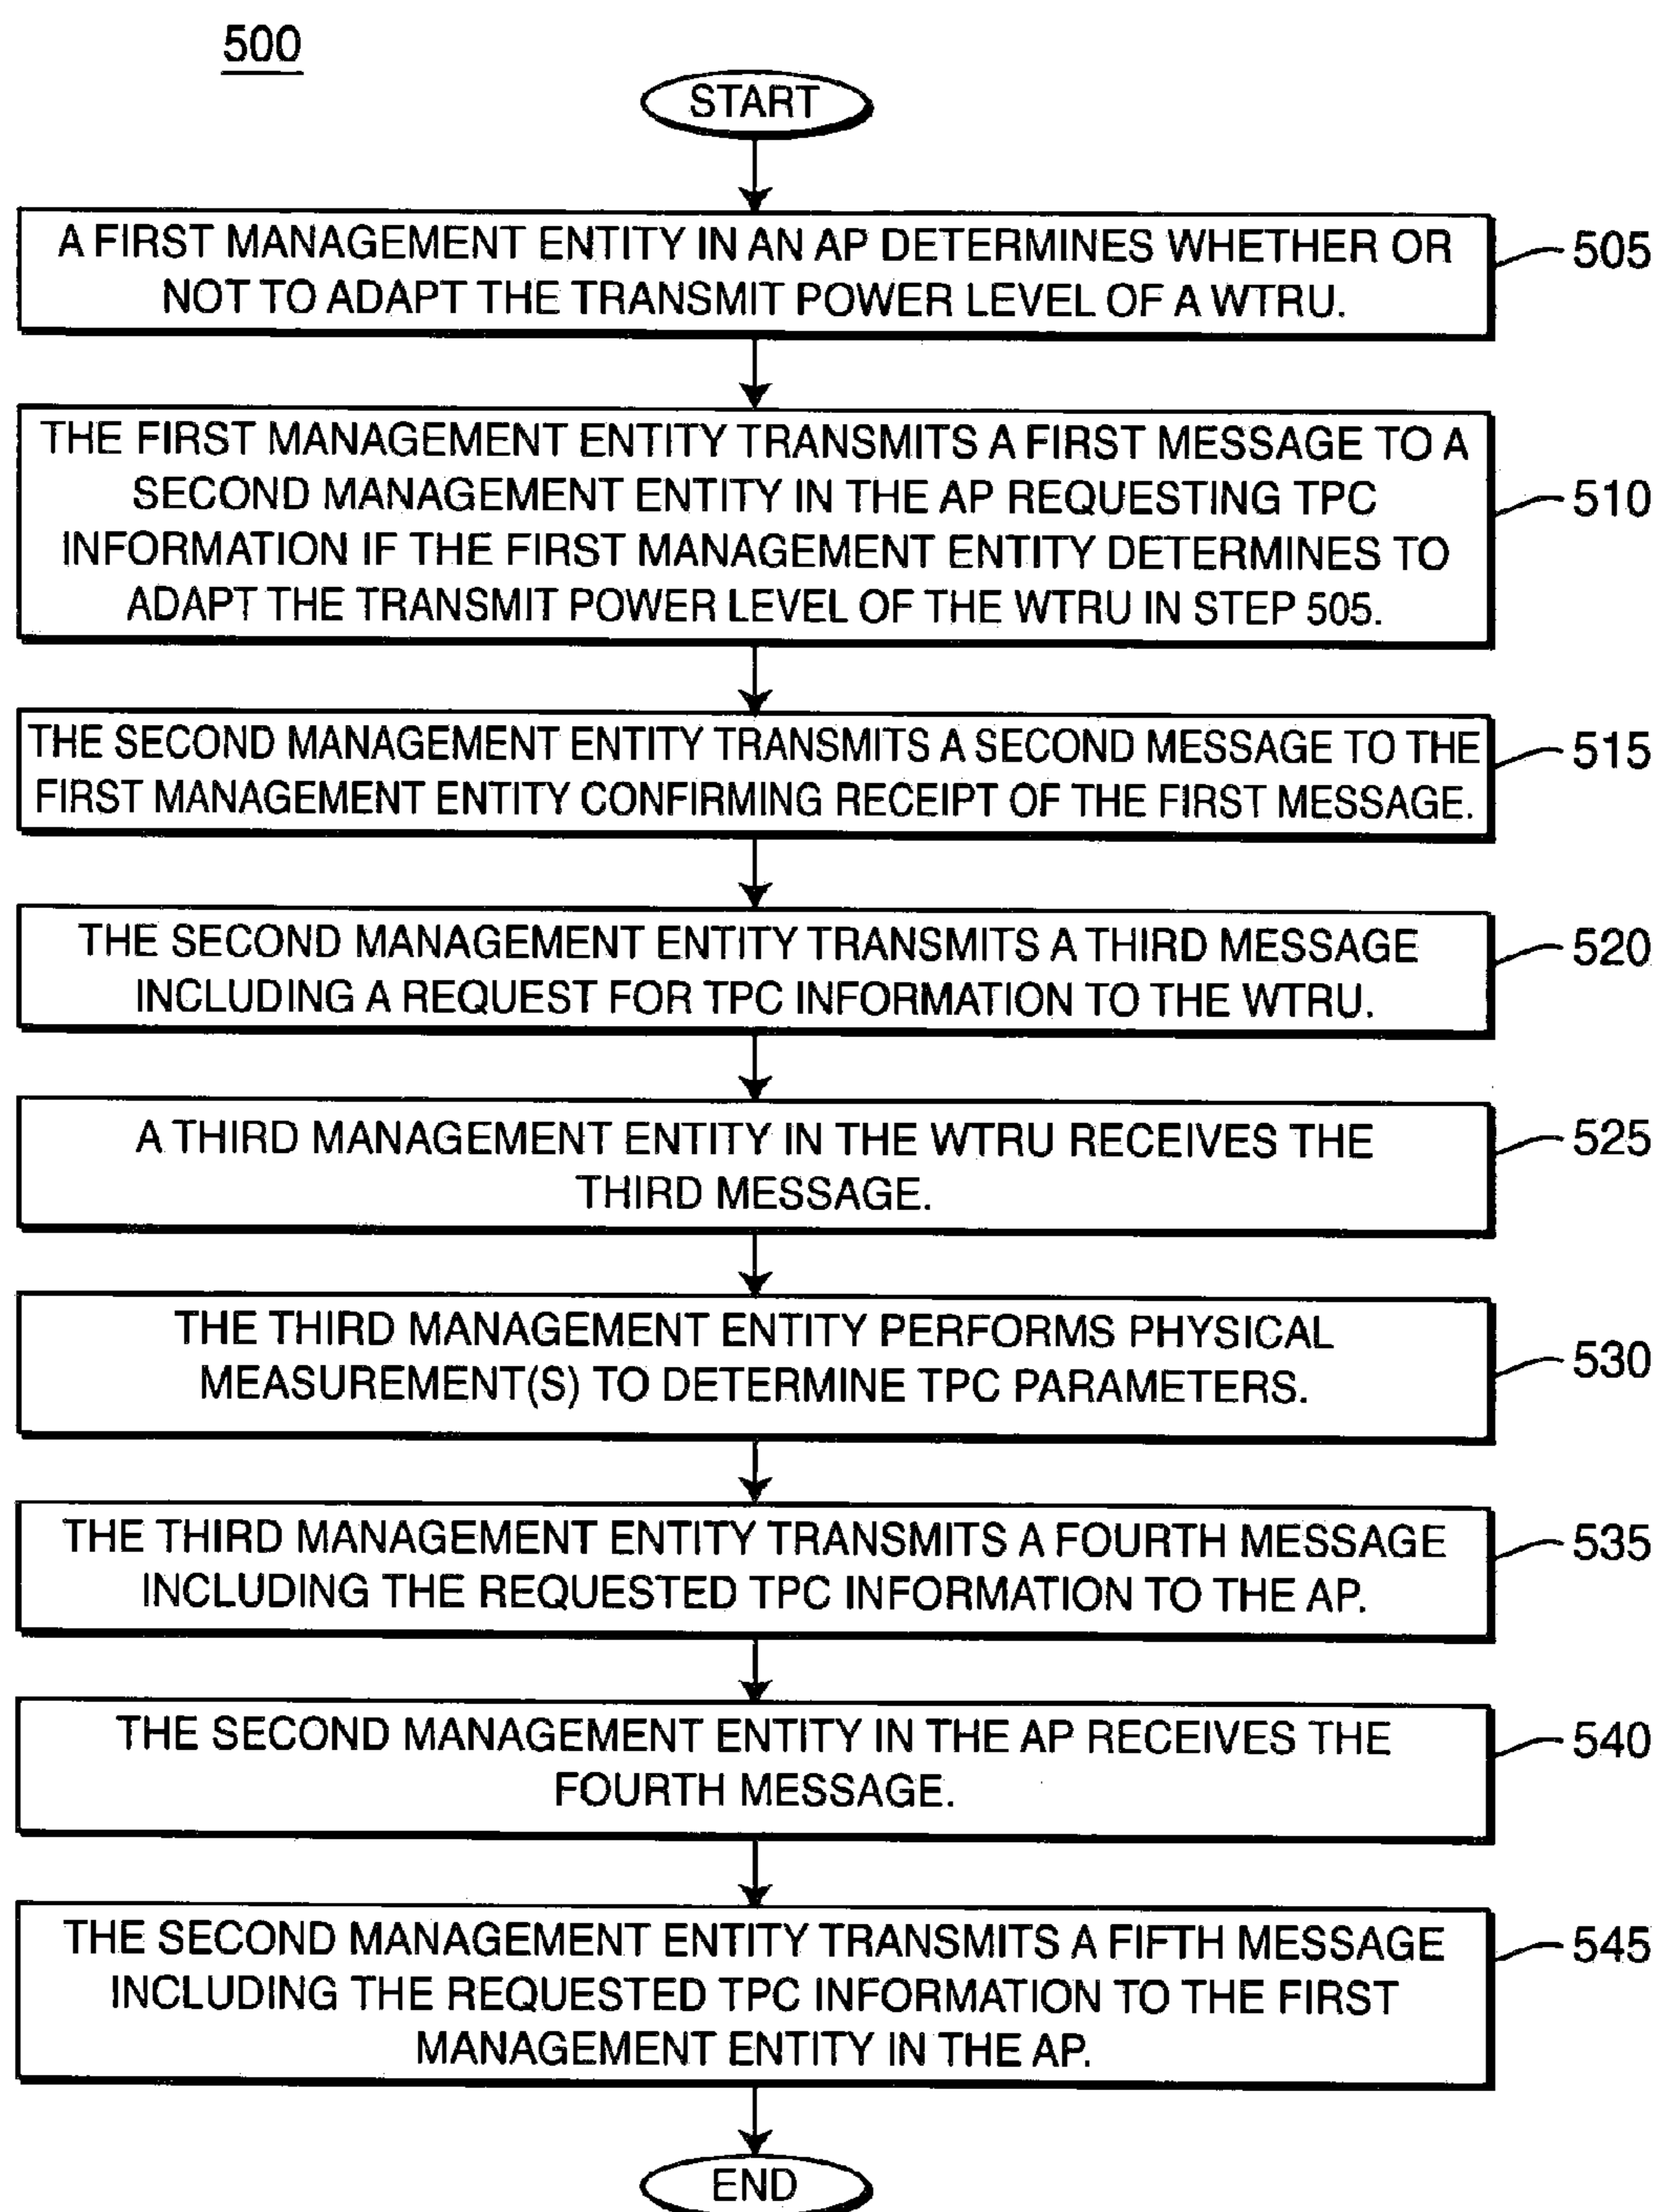 500
START
A FIRST MANAGEMENT ENTITY IN AN AP DETERMINES WHETHER OR
NOT TO ADAPT THE TRANSMIT POWER LEVEL OF A WTRU.
505
THE FIRST MANAGEMENT ENTITY TRANSMITS A FIRST MESSAGE TO A
SECOND MANAGEMENT ENTITY IN THE AP REQUESTING TPC
INFORMATION IF THE FIRST MANAGEMENT ENTITY DETERMINES TO
ADAPT THE TRANSMIT POWER LEVEL OF THE WTRU IN STEP 505.
510
THE SECOND MANAGEMENT ENTITY TRANSMITS A SECOND MESSAGE TO THE
FIRST MANAGEMENT ENTITY CONFIRMING RECEIPT OF THE FIRST MESSAGE.
515
THE SECOND MANAGEMENT ENTITY TRANSMITS A THIRD MESSAGE
INCLUDING A REQUEST FOR TPC INFORMATION TO THE WTRU.
520
A THIRD MANAGEMENT ENTITY IN THE WTRU RECEIVES THE
THIRD MESSAGE.
525
THE THIRD MANAGEMENT ENTITY PERFORMS PHYSICAL
MEASUREMENT(S) TO DETERMINE TPC PARAMETERS.
530
THE THIRD MANAGEMENT ENTITY TRANSMITS A FOURTH MESSAGE
INCLUDING THE REQUESTED TPC INFORMATION TO THE AP.
535
THE SECOND MANAGEMENT ENTITY IN THE AP RECEIVES THE
FOURTH MESSAGE.
540
THE SECOND MANAGEMENT ENTITY TRANSMITS A FIFTH MESSAGE
INCLUDING THE REQUESTED TPC INFORMATION TO THE FIRST
MANAGEMENT ENTITY IN THE AP.
545
END